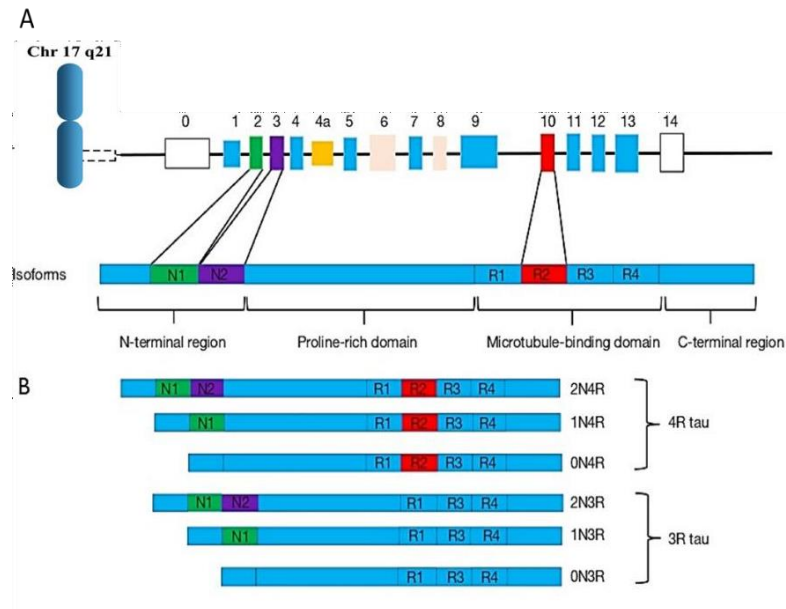 A
Chr 17 q21
0 1 2 3 4 4a 5 6 7 8 9 10 11 12 13 14
N1 N2 R1 R2 R3 R4
Isoforms
N-terminal region Proline-rich domain Microtubule-binding domain C-terminal region
B
N1 N2 R1 R2 R3 R4 2N4R
N1 R1 R2 R3 R4 1N4R
4R tau
R1 R2 R3 R4 0N4R
N1 N2 R1 R3 R4 2N3R
N1 R1 R3 R4 1N3R
3R tau
R1 R3 R4 0N3R